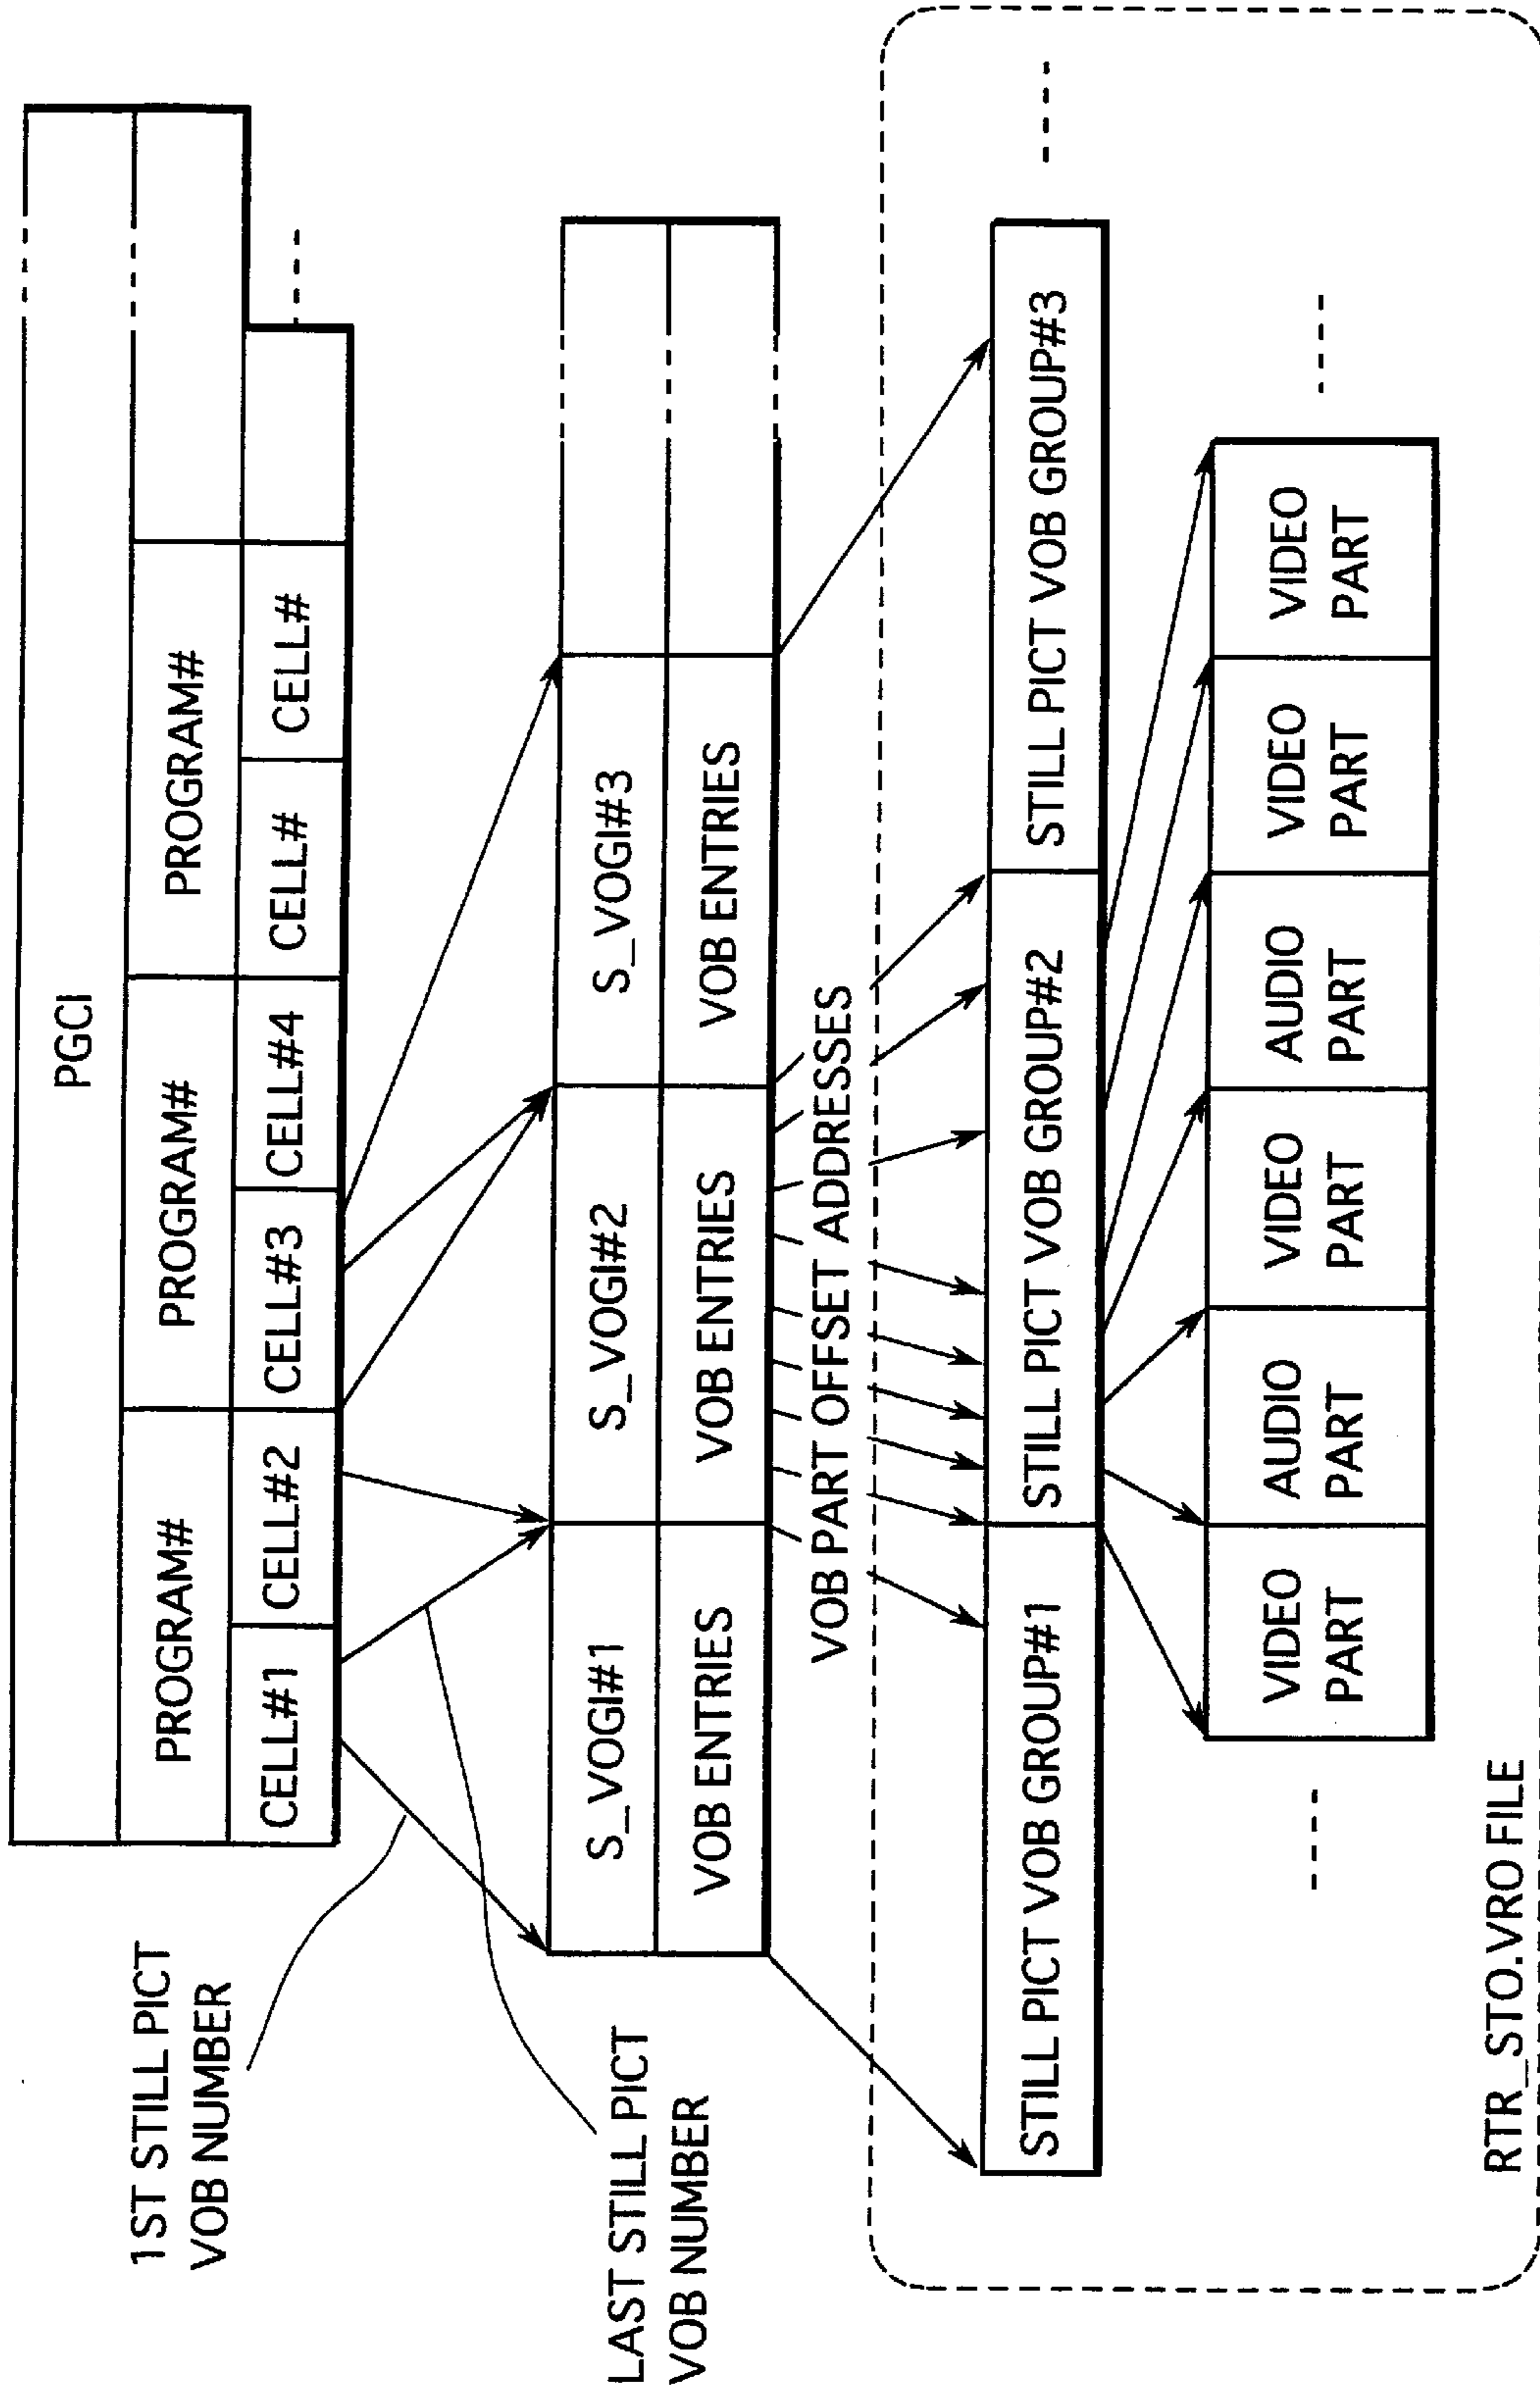 PGCI
PROGRAM#
PROGRAM#
PROGRAM#
CELL#1
CELL#2
CELL#3
CELL#4
CELL#
CELL#
1ST STILL PICT
VOB NUMBER
LAST STILL PICT
VOB NUMBER
S_VOGI#1
S_VOGI#2
S_VOGI#3
VOB ENTRIES
VOB ENTRIES
VOB ENTRIES
VOB PART OFFSET ADDRESSES
STILL PICT VOB GROUP#1
STILL PICT VOB GROUP#2
STILL PICT VOB GROUP#3
VIDEO
PART
AUDIO
PART
VIDEO
PART
AUDIO
PART
VIDEO
PART
VIDEO
PART
RTR_STO.VRO FILE